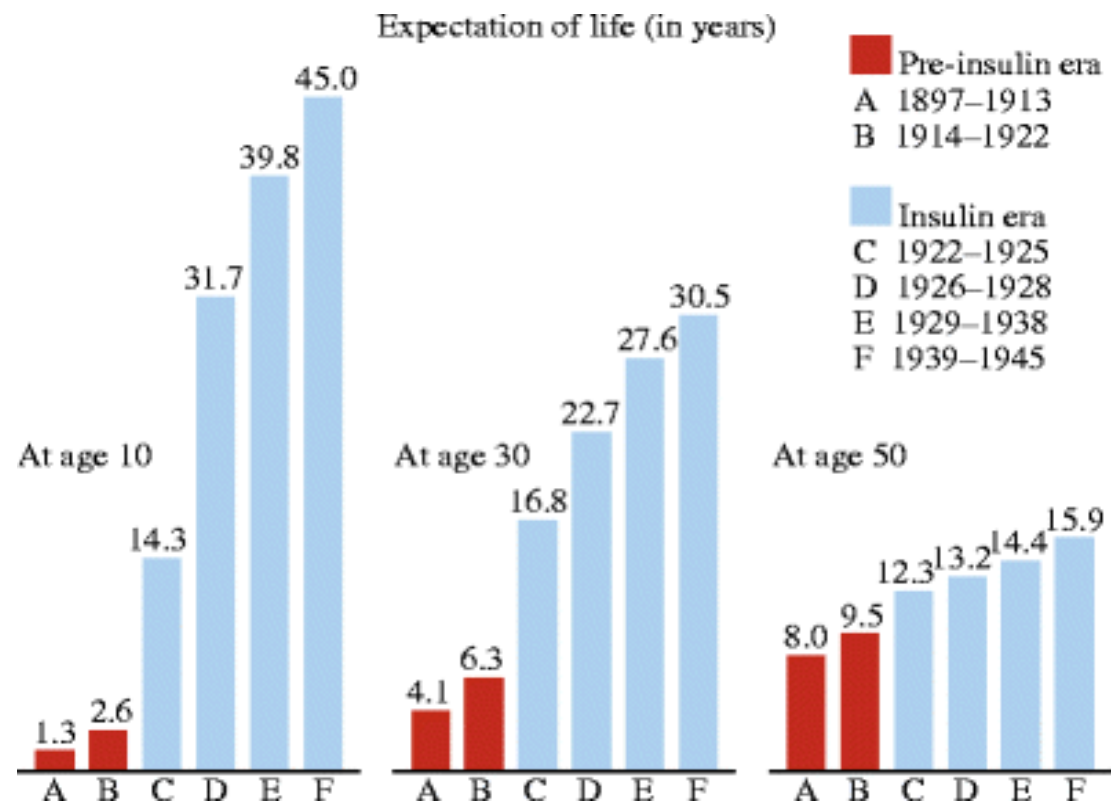 Expectation of life (in years)
Pre-insulin era
A 1897–1913
B 1914–1922
Insulin era
C 1922–1925
D 1926–1928
E 1929–1938
F 1939–1945
At age 10
1.3
2.6
14.3
31.7
39.8
45.0
A B C D E F
At age 30
4.1
6.3
16.8
22.7
27.6
30.5
A B C D E F
At age 50
8.0
9.5
12.3
13.2
14.4
15.9
A B C D E F